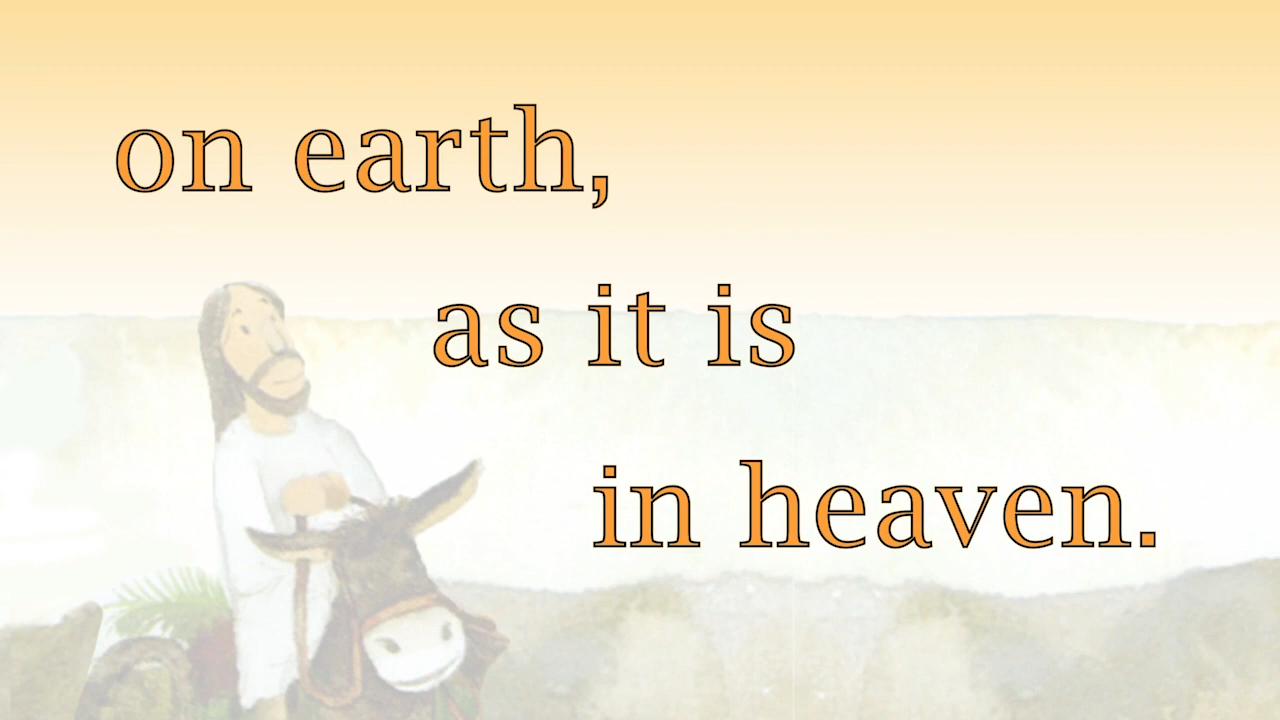 on earth,
as it is
in heaven.